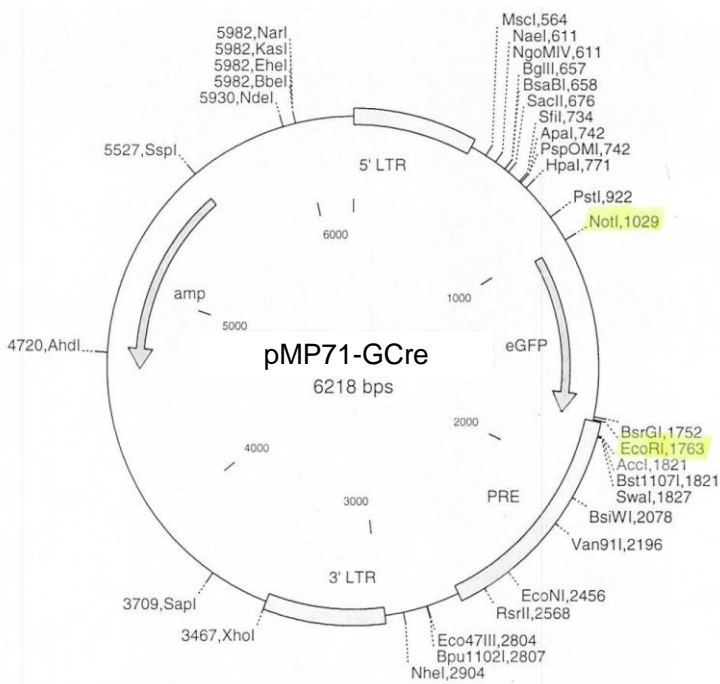 MscI,564
NaeI,611
NgoMIV,611
BglII,657
BsaBI,658
SacII,676
SfiI,734
ApaI,742
PspOMI,742
HpaI,771
PstI,922
NotI,1029
5982,NarI
5982,KasI
5982,EheI
5982,BbeI
5930,NdeI
5527,SspI
4720,AhdI
5' LTR
6000
1000
amp
5000
eGFP
pMP71-GCre
6218 bps
2000
4000
3000
PRE
3' LTR
BsrGI,1752
EcoRI,1763
AccI,1821
Bst1107I,1821
SwaI,1827
BsiWI,2078
Van91I,2196
EcoNI,2456
RsrII,2568
Eco47III,2804
Bpu1102I,2807
NheI,2904
3709,SapI
3467,XhoI